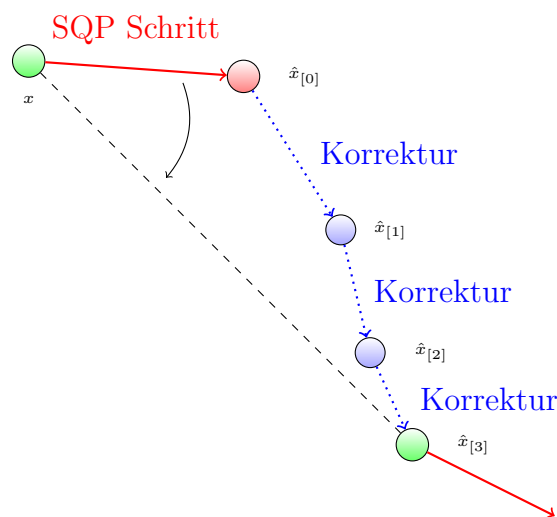 SQP Schritt
x
x̂[0]
Korrektur
x̂[1]
Korrektur
x̂[2]
Korrektur
x̂[3]